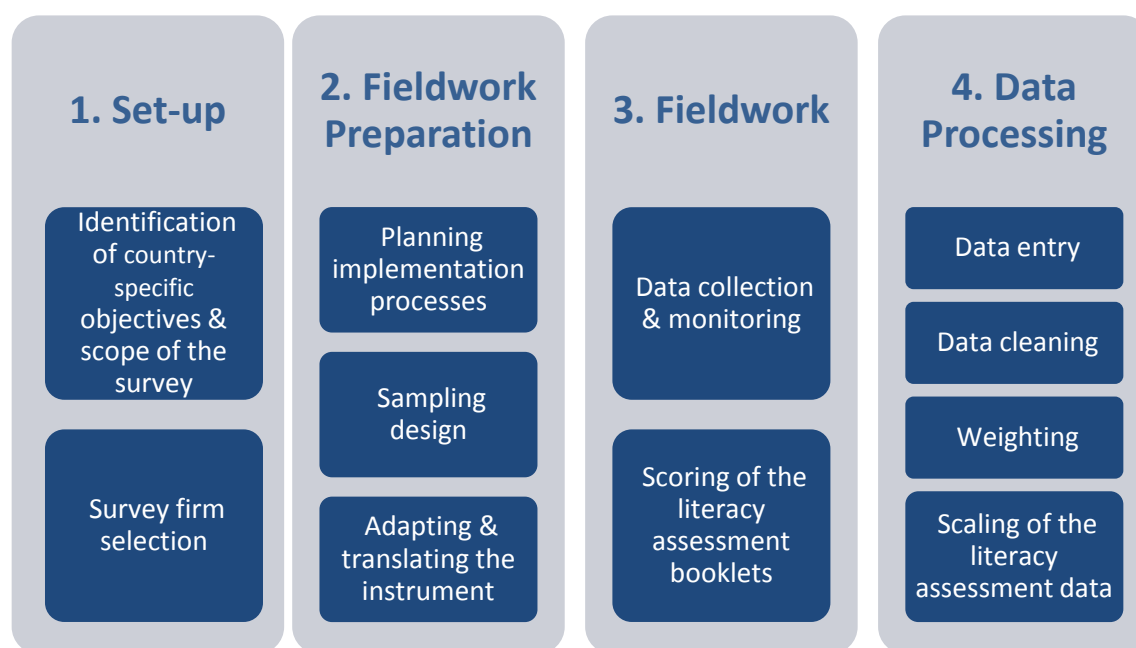 1. Set-up
Identification
of country-
specific
objectives &
scope of the
survey
Survey firm
selection
2. Fieldwork
Preparation
Planning
implementation
processes
Sampling
design
Adapting &
translating the
instrument
3. Fieldwork
Data collection
& monitoring
Scoring of the
literacy
assessment
booklets
4. Data
Processing
Data entry
Data cleaning
Weighting
Scaling of the
literacy
assessment data